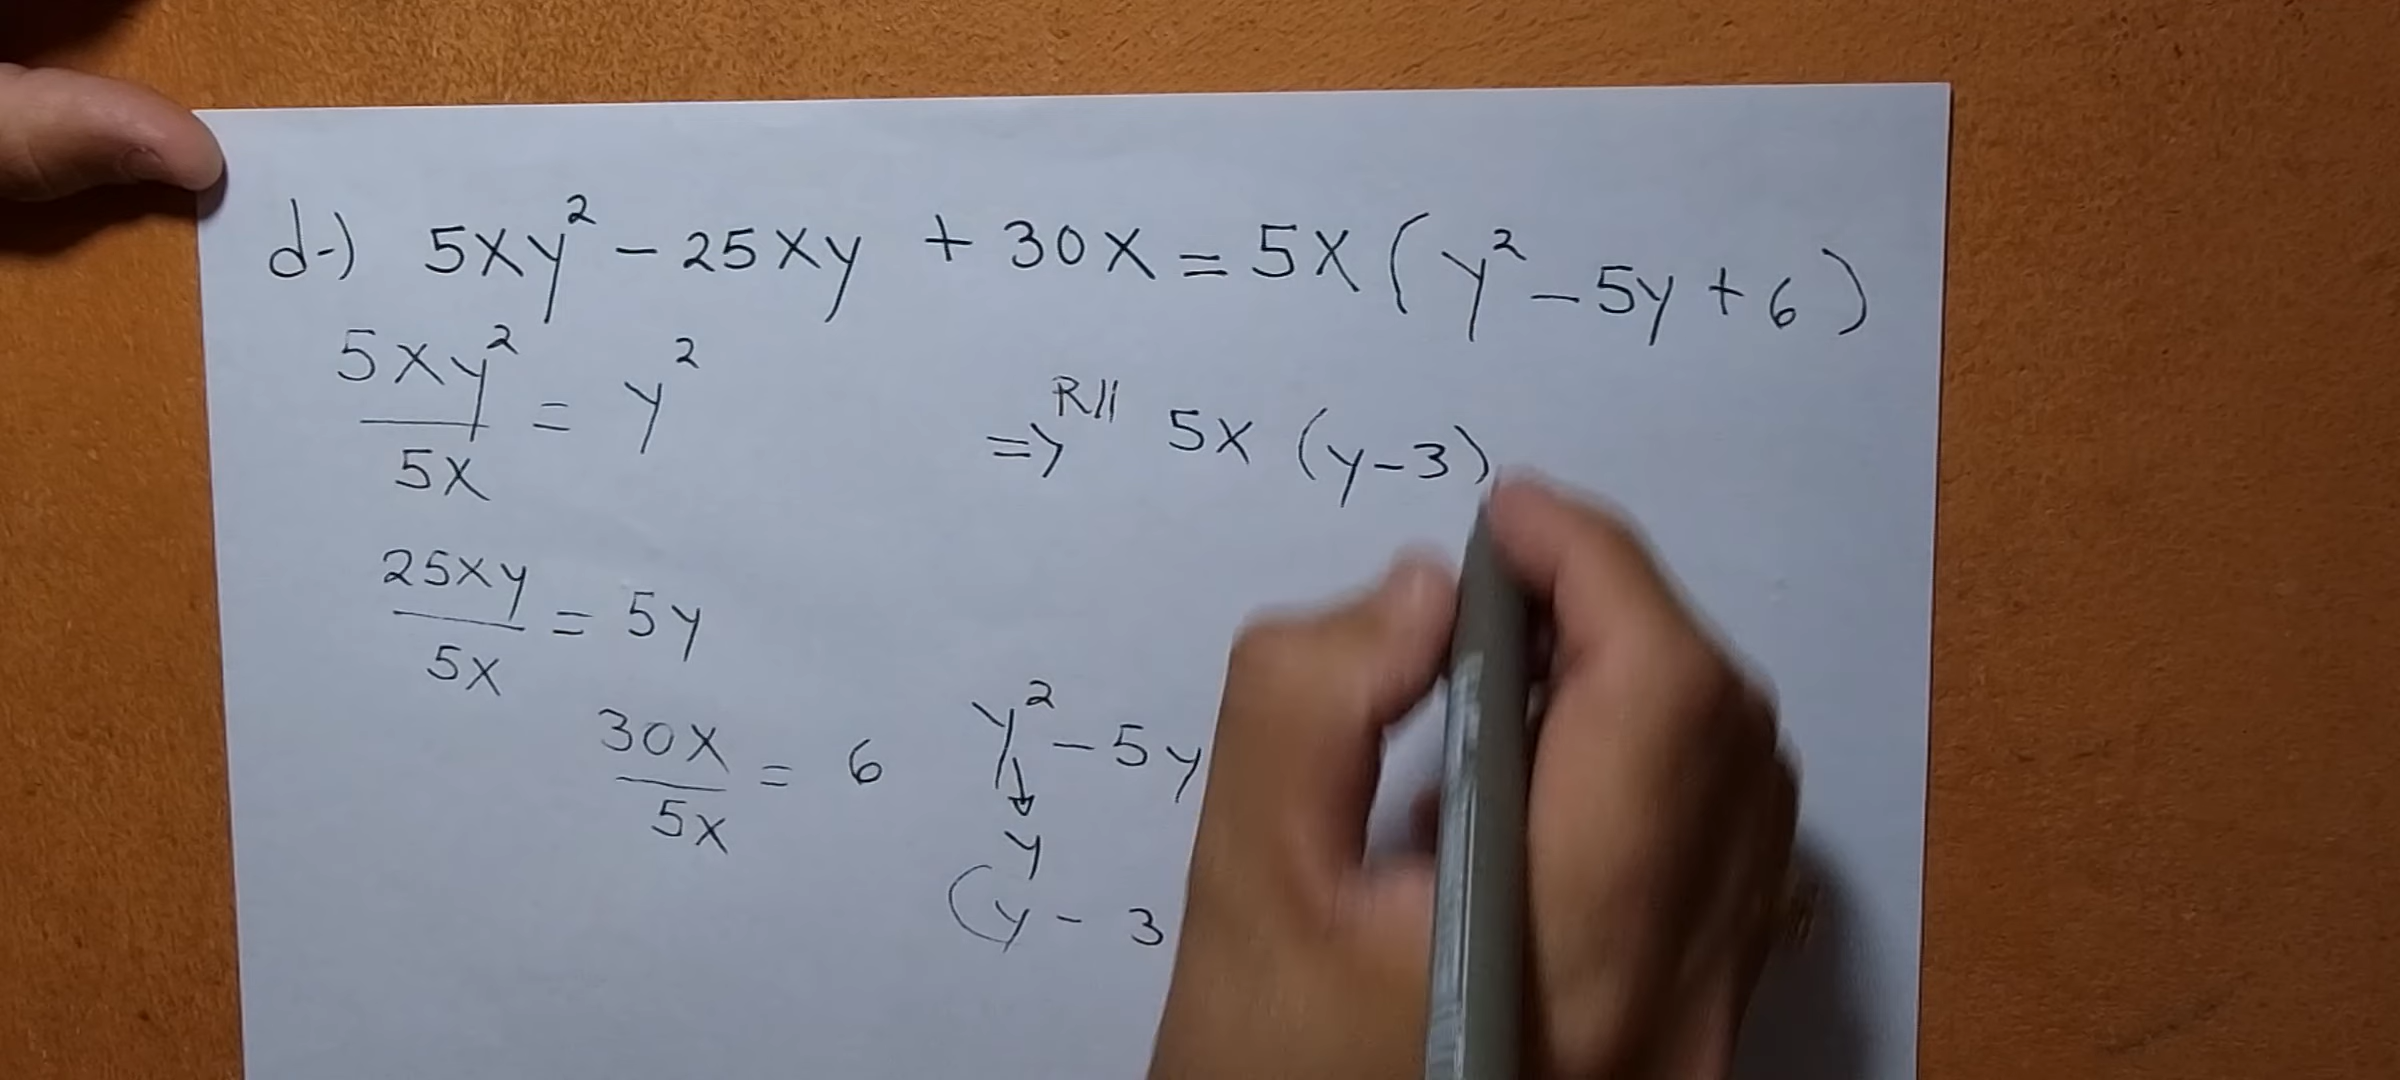 d-) 5xy² - 25xy + 30x = 5x (y² - 5y + 6)
5xy² / 5x = y²
=> R// 5x (y-3)
25xy / 5x = 5y
30x / 5x = 6
y² - 5y
↓
y
(y - 3